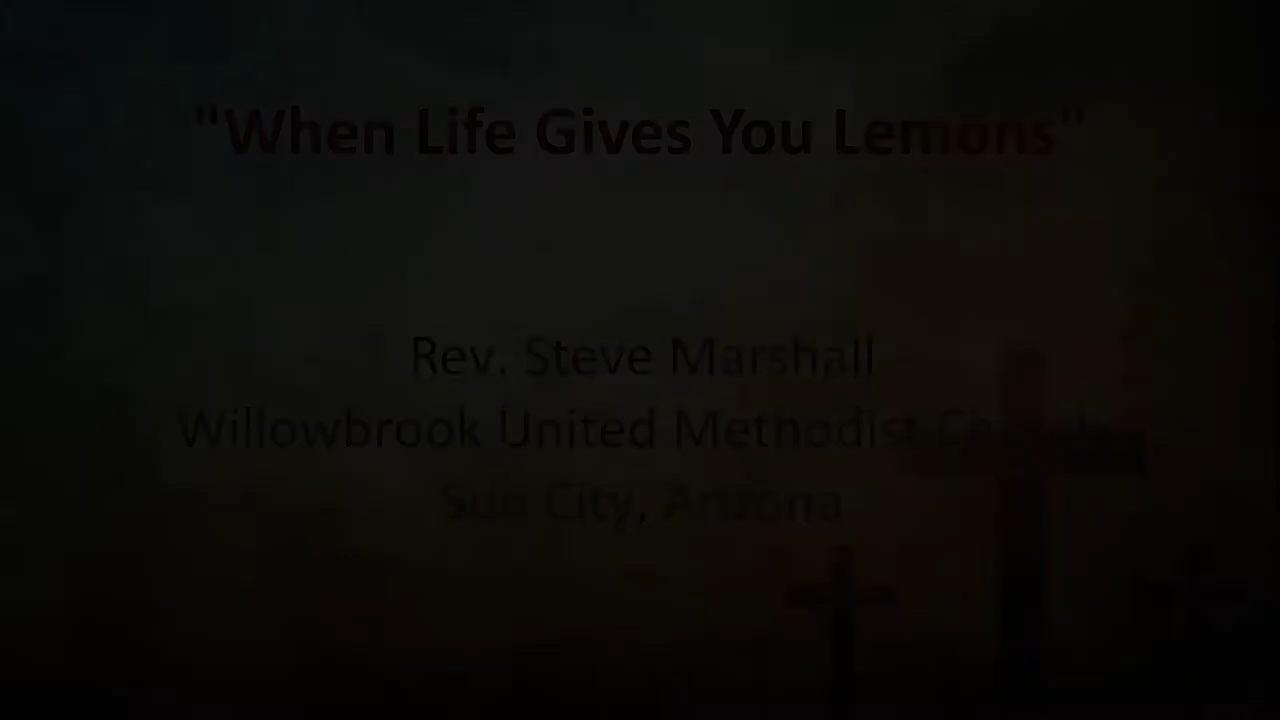 "When Life Gives You Lemons"
Rev. Steve Marshall
Willowbrook United Methodist Church
Sun City, Arizona